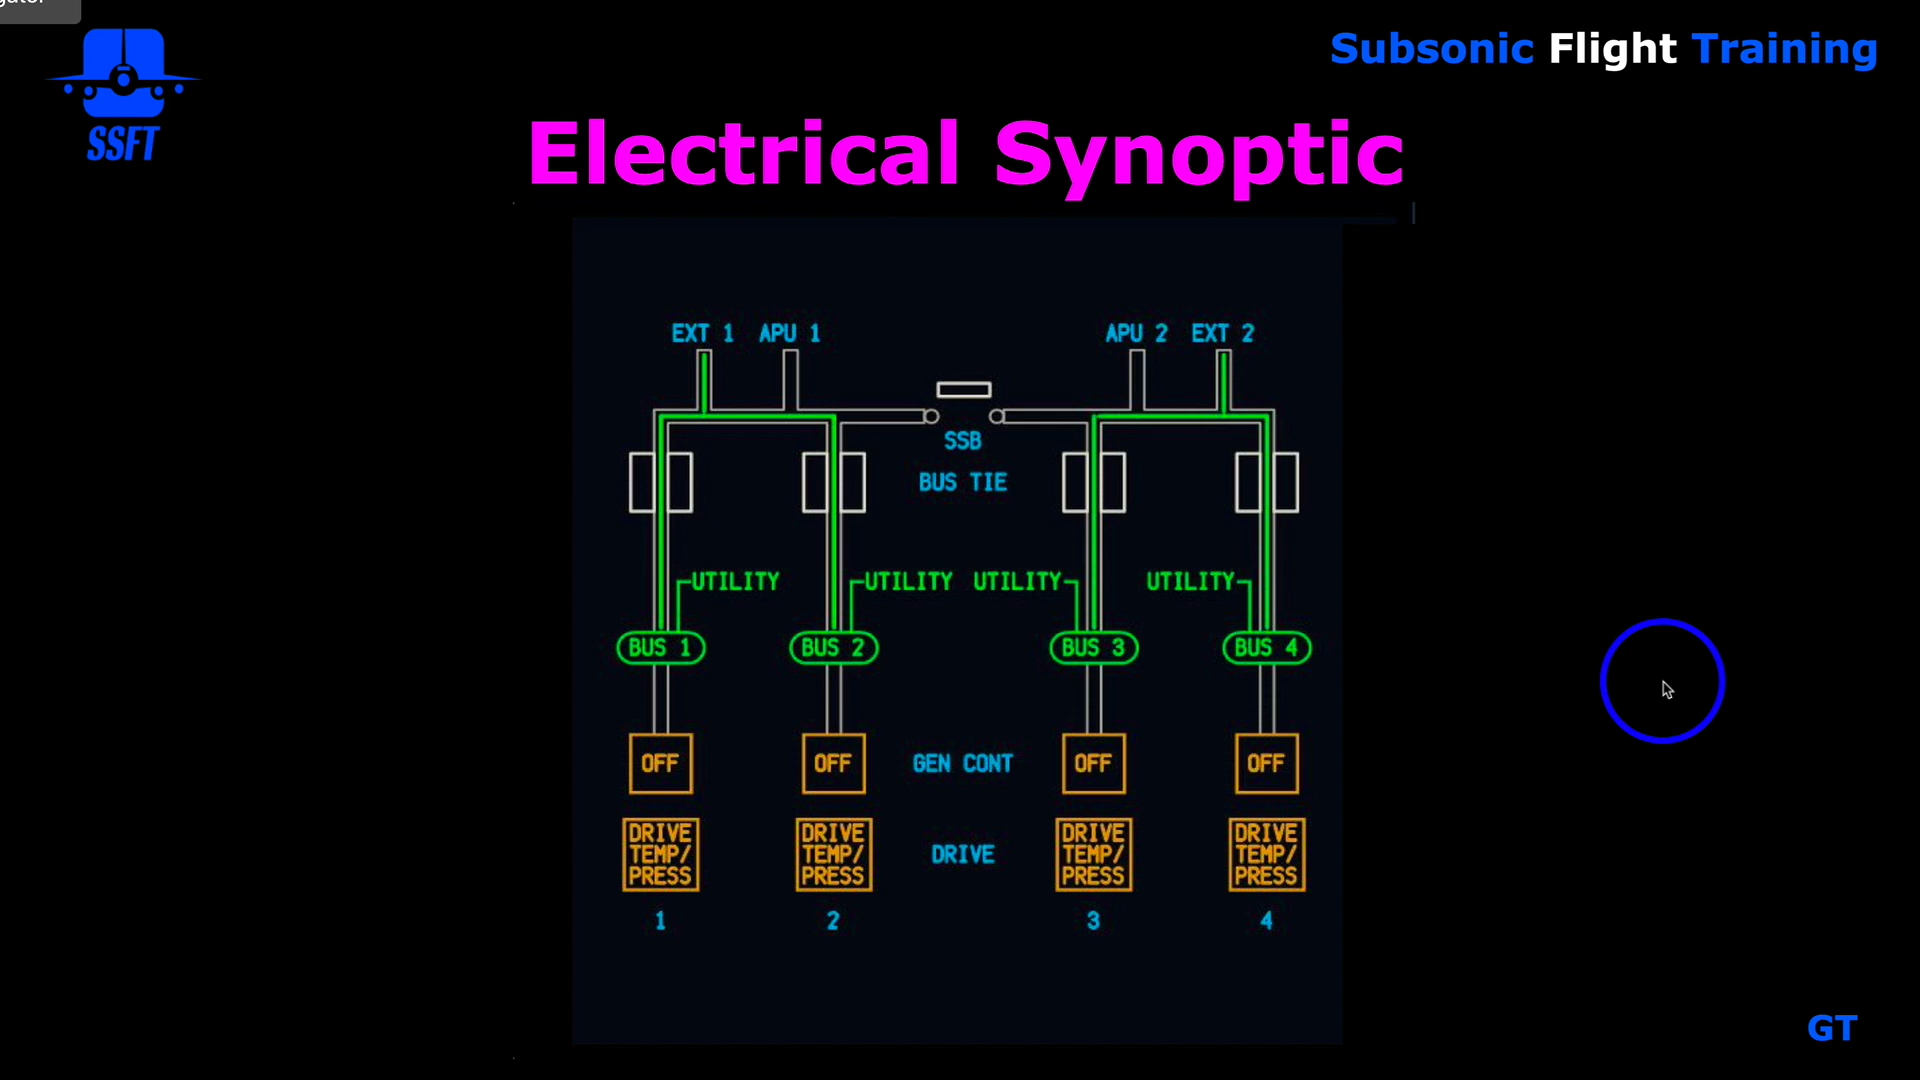 SSFT
Subsonic Flight Training
Electrical Synoptic
EXT 1 APU 1 APU 2 EXT 2
SSB
BUS TIE
UTILITY UTILITY UTILITY UTILITY
BUS 1 BUS 2 BUS 3 BUS 4
OFF OFF GEN CONT OFF OFF
DRIVE TEMP/ PRESS DRIVE TEMP/ PRESS DRIVE DRIVE TEMP/ PRESS DRIVE TEMP/ PRESS
1 2 3 4
GT